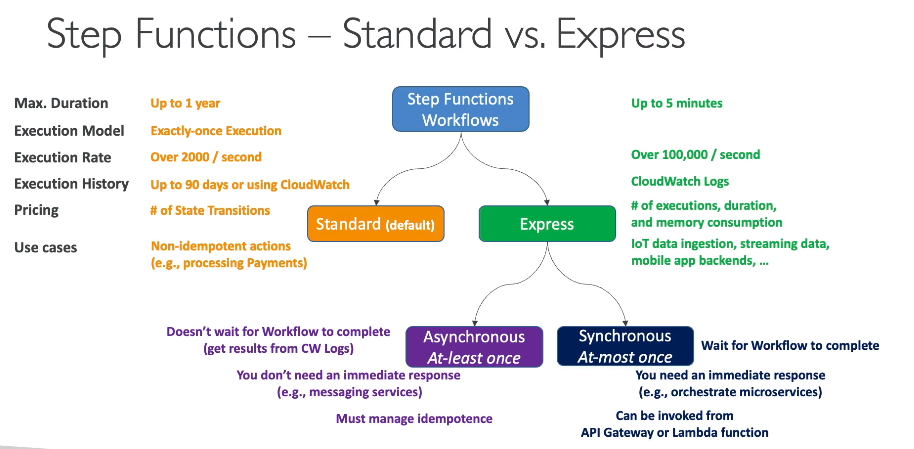 Step Functions – Standard vs. Express
Max. Duration
Up to 1 year
Step Functions
Workflows
Up to 5 minutes
Execution Model
Exactly-once Execution
Execution Rate
Over 2000 / second
Over 100,000 / second
Execution History
Up to 90 days or using CloudWatch
CloudWatch Logs
Pricing
# of State Transitions
Standard (default)
Express
# of executions, duration,
and memory consumption
Use cases
Non-idempotent actions
(e.g., processing Payments)
IoT data ingestion, streaming data,
mobile app backends, ...
Doesn't wait for Workflow to complete
(get results from CW Logs)
Asynchronous
At-least once
Synchronous
At-most once
Wait for Workflow to complete
You don't need an immediate response
(e.g., messaging services)
You need an immediate response
(e.g., orchestrate microservices)
Must manage idempotence
Can be invoked from
API Gateway or Lambda function